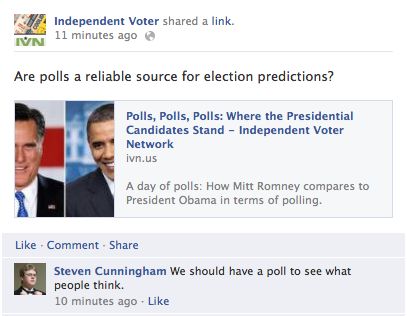 Independent Voter shared a link.
11 minutes ago
IVN
Are polls a reliable source for election predictions?
Polls, Polls, Polls: Where the Presidential
Candidates Stand - Independent Voter
Network
ivn.us
A day of polls: How Mitt Romney compares to
President Obama in terms of polling.
Like · Comment · Share
Steven Cunningham We should have a poll to see what
people think.
10 minutes ago · Like